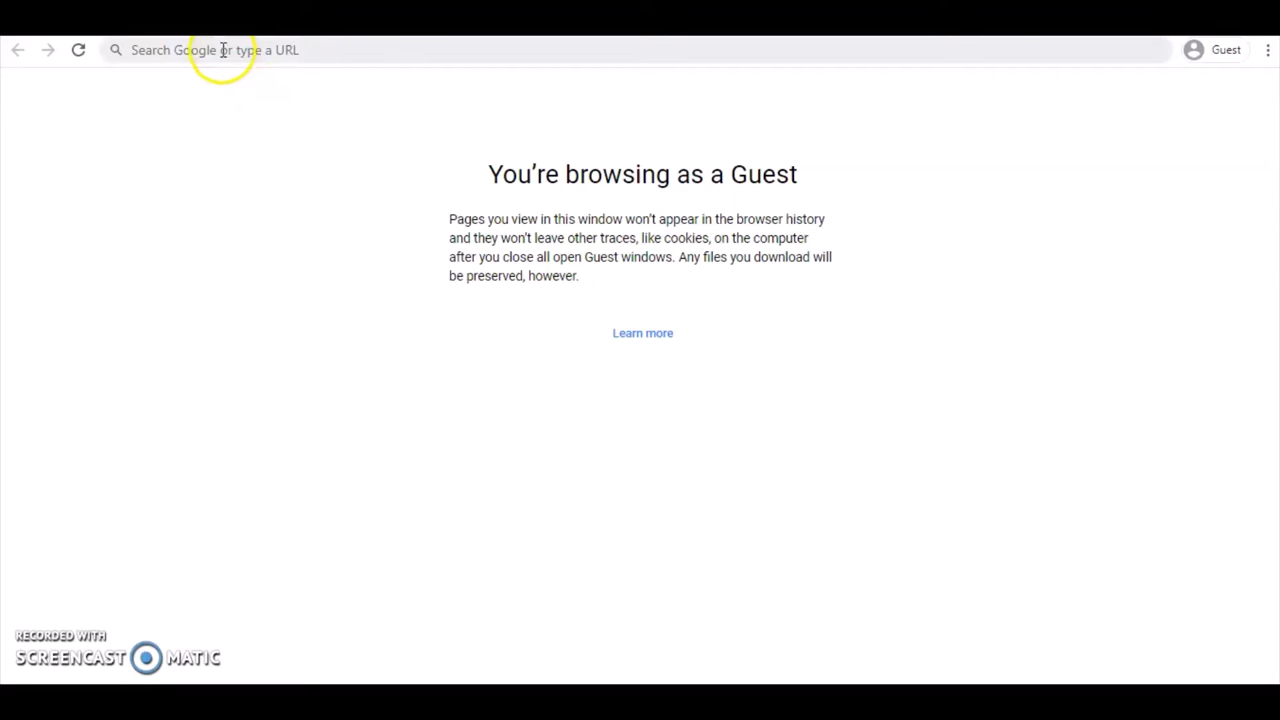 Search Google or type a URL
Guest
You're browsing as a Guest
Pages you view in this window won't appear in the browser history
and they won't leave other traces, like cookies, on the computer
after you close all open Guest windows. Any files you download will
be preserved, however.
Learn more
RECORDED WITH
SCREENCAST MATIC